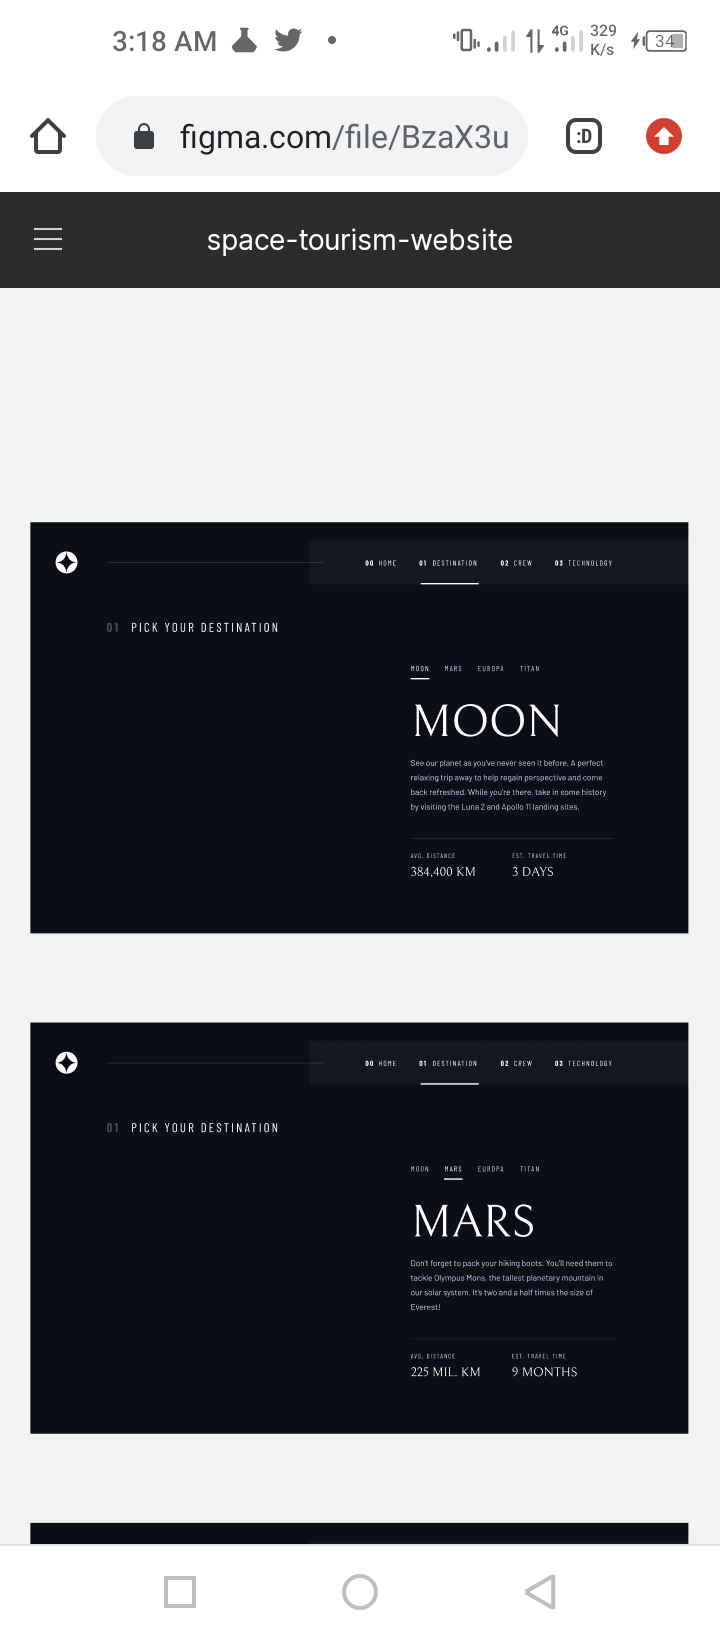 3:18 AM
4G
329
K/s
34
figma.com/file/BzaX3u
:D
space-tourism-website
00 HOME 01 DESTINATION 02 CREW 03 TECHNOLOGY
01 PICK YOUR DESTINATION
MOON MARS EUROPA TITAN
MOON
See our planet as you've never seen it before. A perfect
relaxing trip away to help regain perspective and come
back refreshed. While you're there, take in some history
by visiting the Luna 2 and Apollo 11 landing sites.
AVG. DISTANCE EST. TRAVEL TIME
384,400 KM 3 DAYS
00 HOME 01 DESTINATION 02 CREW 03 TECHNOLOGY
01 PICK YOUR DESTINATION
MOON MARS EUROPA TITAN
MARS
Don't forget to pack your hiking boots. You'll need them to
tackle Olympus Mons, the tallest planetary mountain in
our solar system. It's two and a half times the size of
Everest!
AVG. DISTANCE EST. TRAVEL TIME
225 MIL. KM 9 MONTHS